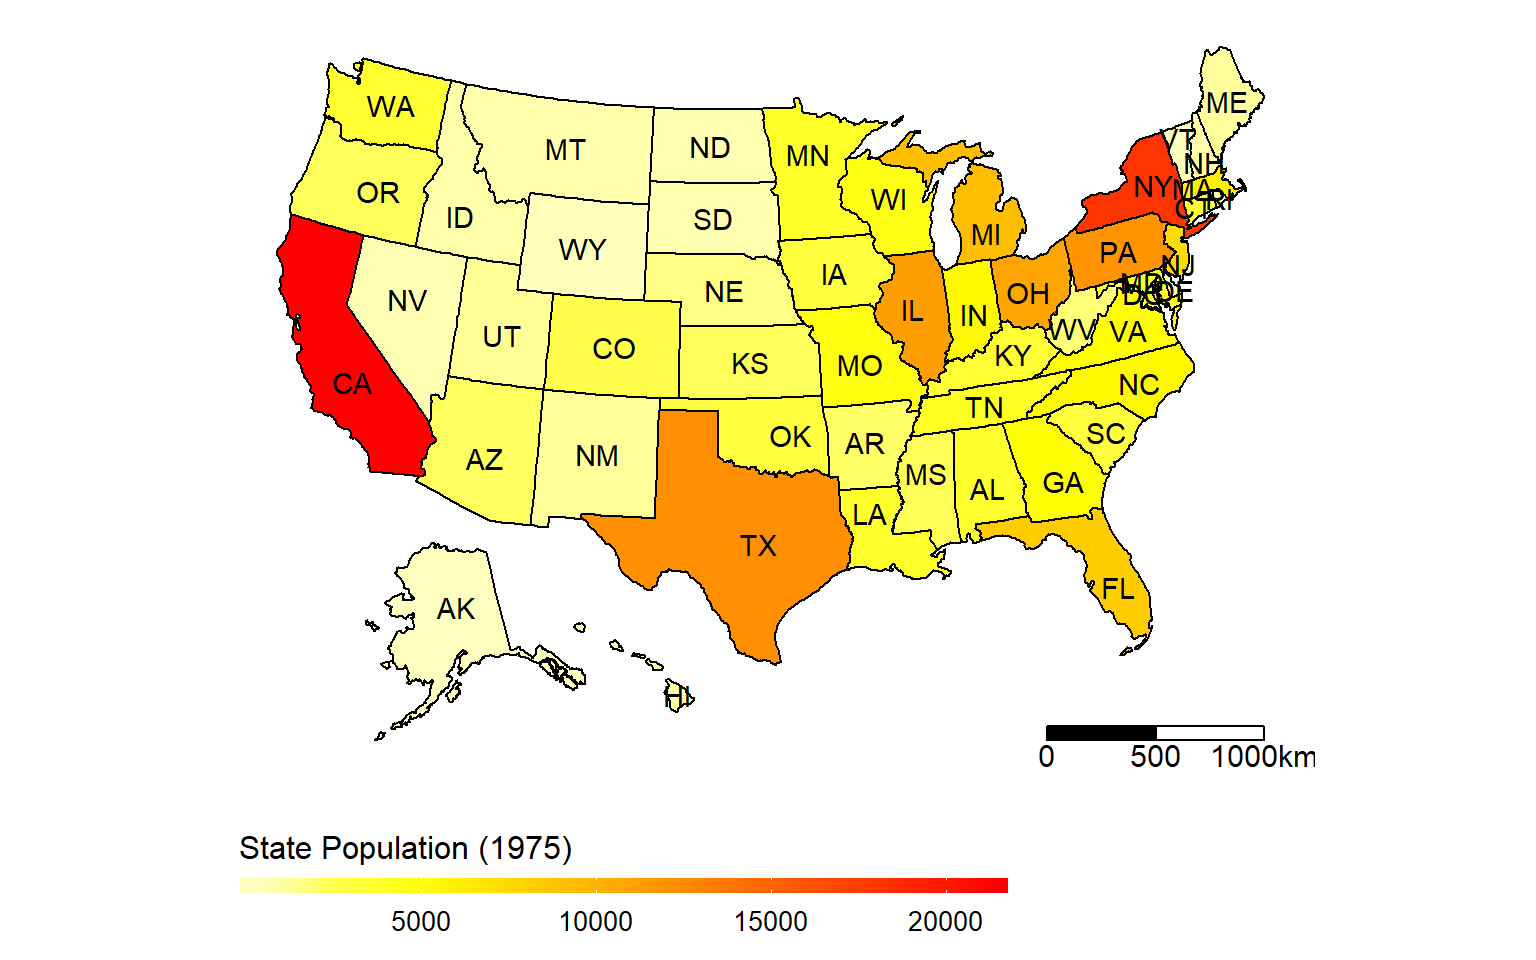 ME
WA
VT
MT
ND
MN
NH
OR
WI
NY
MA
RI
ID
SD
CT
MI
WY
PA
NJ
IA
MD
NE
OH
DC
DE
NV
IL
IN
UT
WV
VA
CO
KY
KS
MO
CA
NC
TN
OK
SC
AR
NM
AZ
MS
GA
AL
LA
TX
FL
AK
HI
0 500 1000km
State Population (1975)
5000 10000 15000 20000